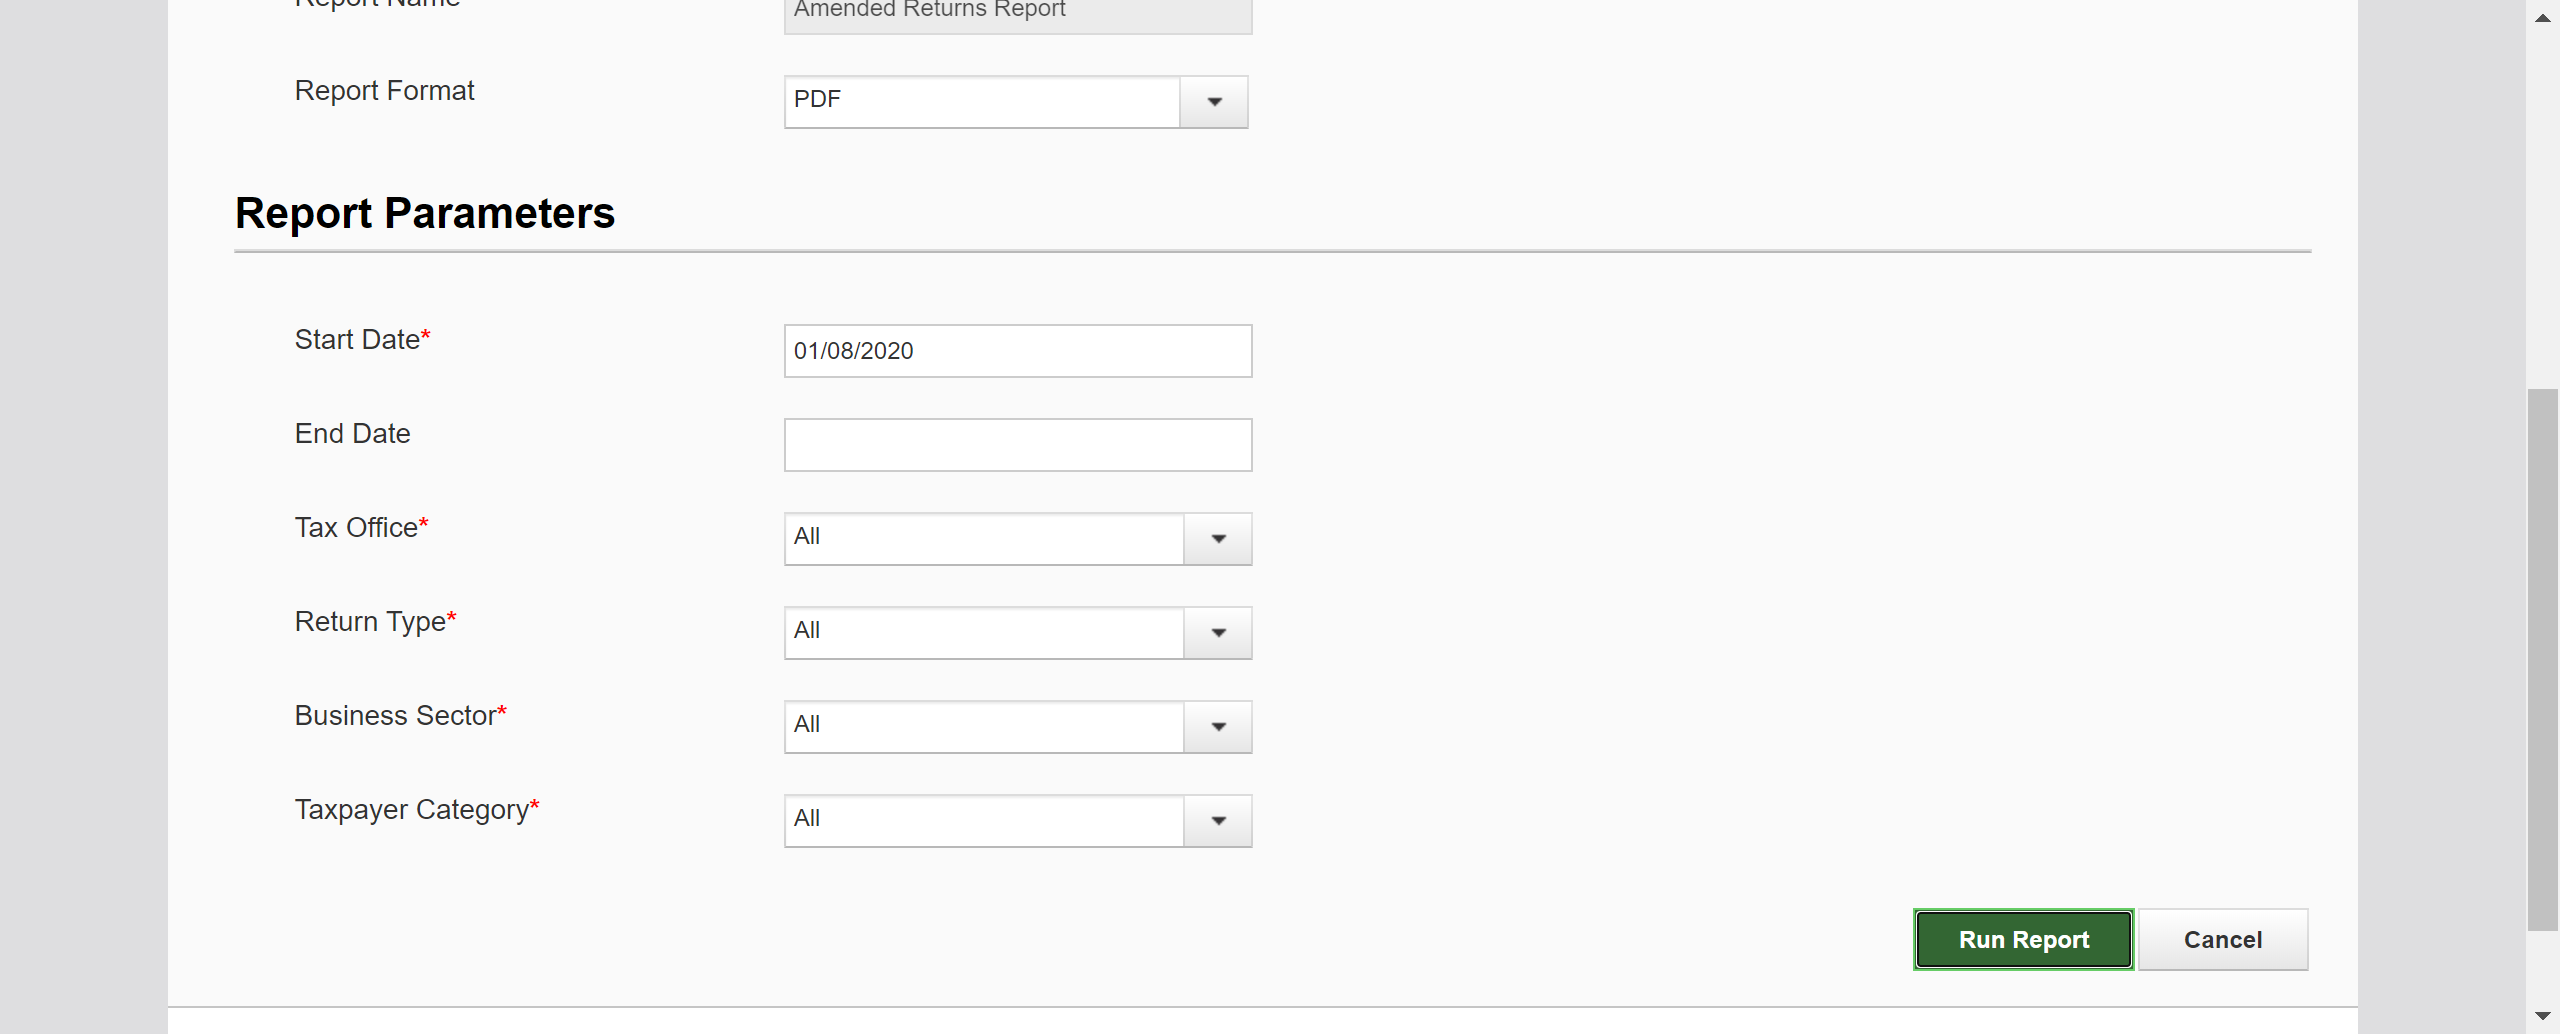 Report Name
Amended Returns Report
Report Format
PDF
Report Parameters
Start Date*
01/08/2020
End Date
Tax Office*
All
Return Type*
All
Business Sector*
All
Taxpayer Category*
All
Run Report
Cancel